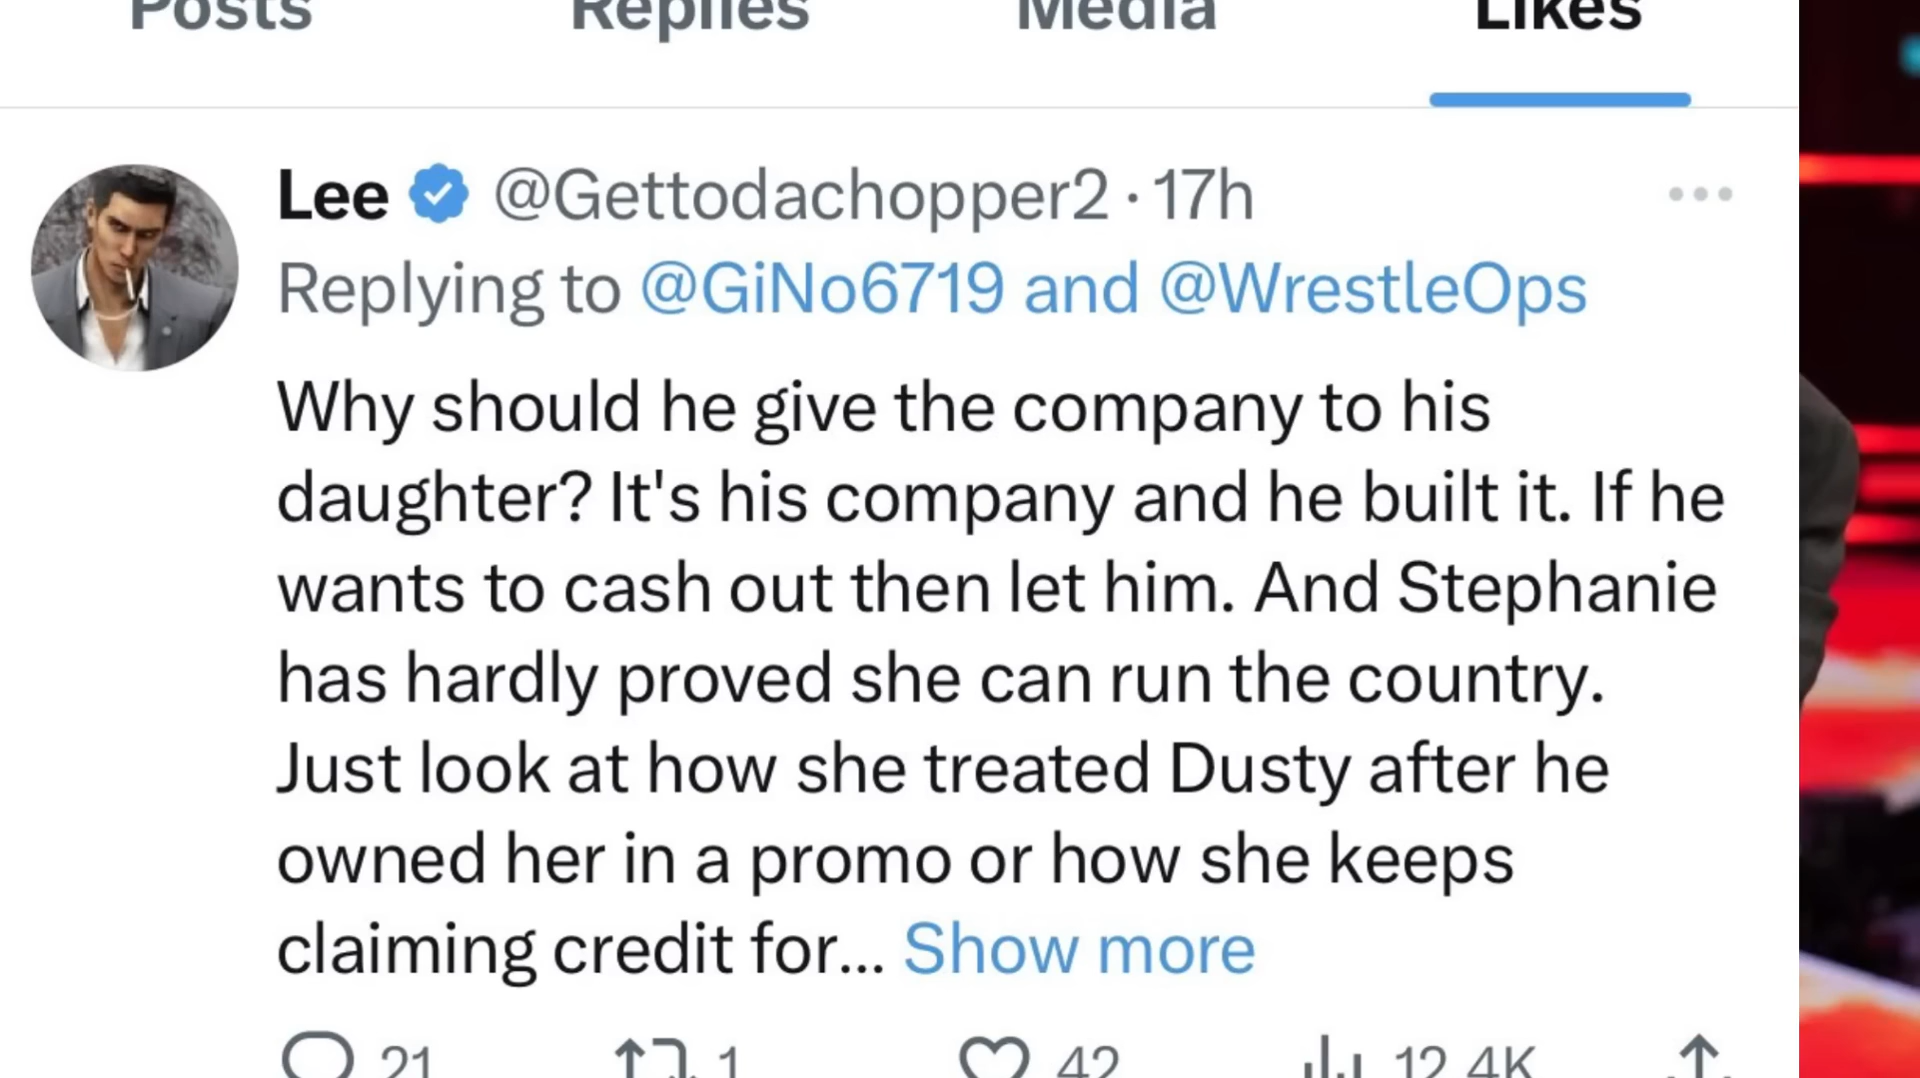 Posts Replies Media Likes
Lee @Gettodachopper2 · 17h
Replying to @GiNo6719 and @WrestleOps
Why should he give the company to his
daughter? It's his company and he built it. If he
wants to cash out then let him. And Stephanie
has hardly proved she can run the country.
Just look at how she treated Dusty after he
owned her in a promo or how she keeps
claiming credit for... Show more
21 1 42 12.4K